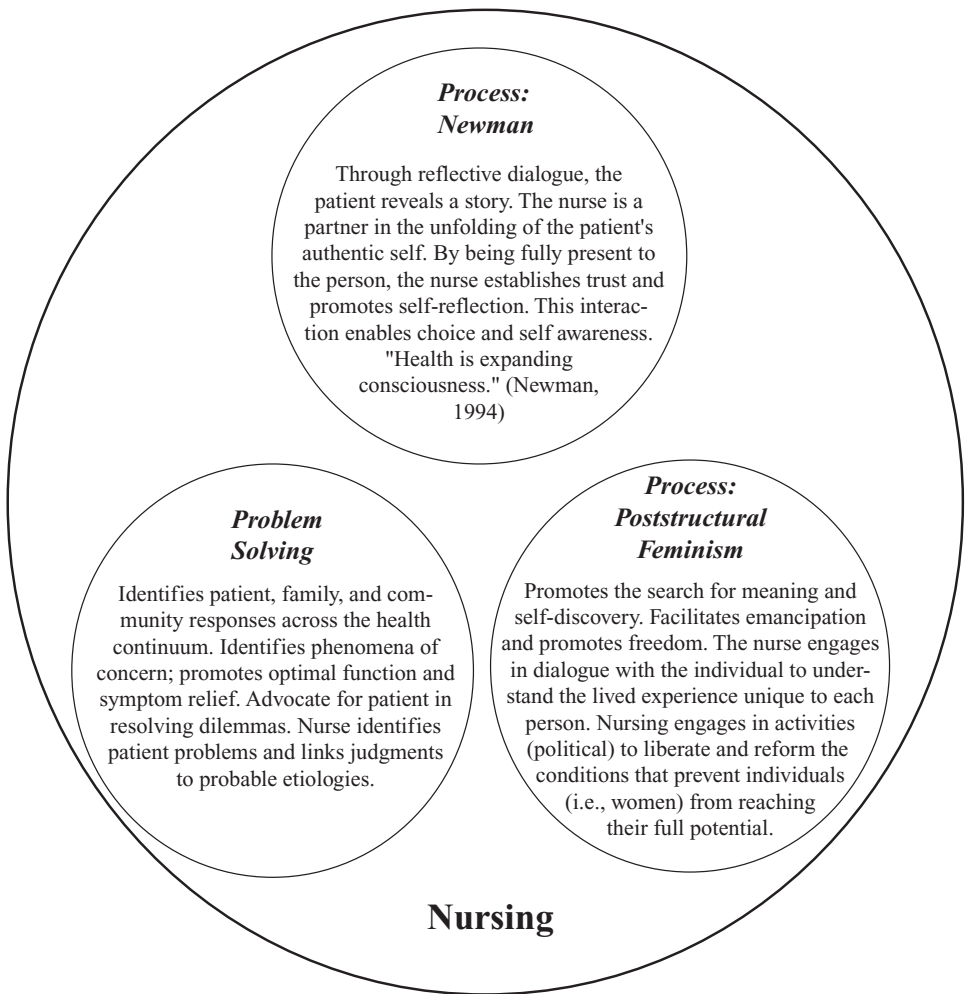 Process:
Newman
Through reflective dialogue, the
patient reveals a story. The nurse is a
partner in the unfolding of the patient's
authentic self. By being fully present to
the person, the nurse establishes trust and
promotes self-reflection. This interac-
tion enables choice and self awareness.
"Health is expanding
consciousness." (Newman,
1994)
Problem
Solving
Identifies patient, family, and com-
munity responses across the health
continuum. Identifies phenomena of
concern; promotes optimal function and
symptom relief. Advocate for patient in
resolving dilemmas. Nurse identifies
patient problems and links judgments
to probable etiologies.
Process:
Poststructural
Feminism
Promotes the search for meaning and
self-discovery. Facilitates emancipation
and promotes freedom. The nurse engages
in dialogue with the individual to under-
stand the lived experience unique to each
person. Nursing engages in activities
(political) to liberate and reform the
conditions that prevent individuals
(i.e., women) from reaching
their full potential.
Nursing